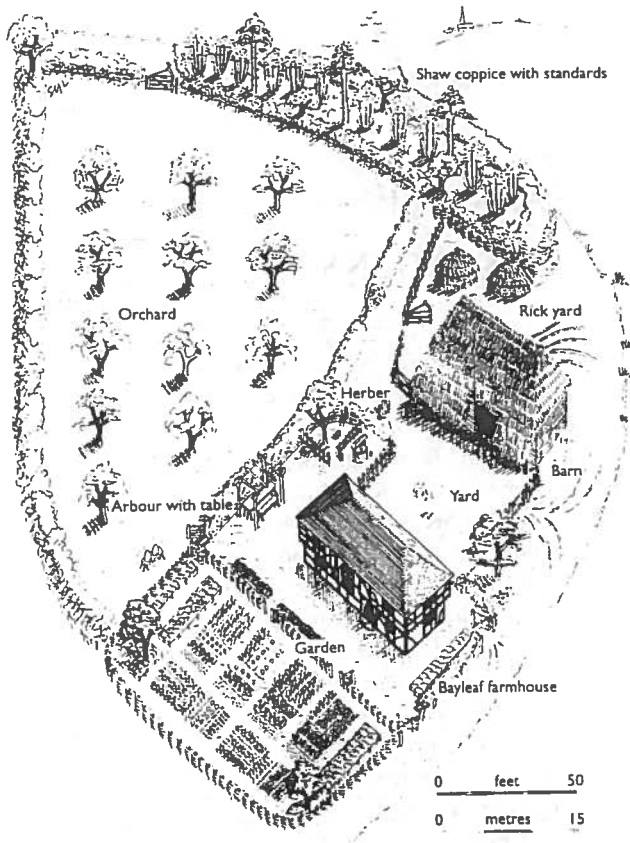 Shaw coppice with standards
Rick yard
Orchard
Herber
Barn
Arbour with table
Yard
Garden
Bayleaf farmhouse
0 feet 50
0 metres 15